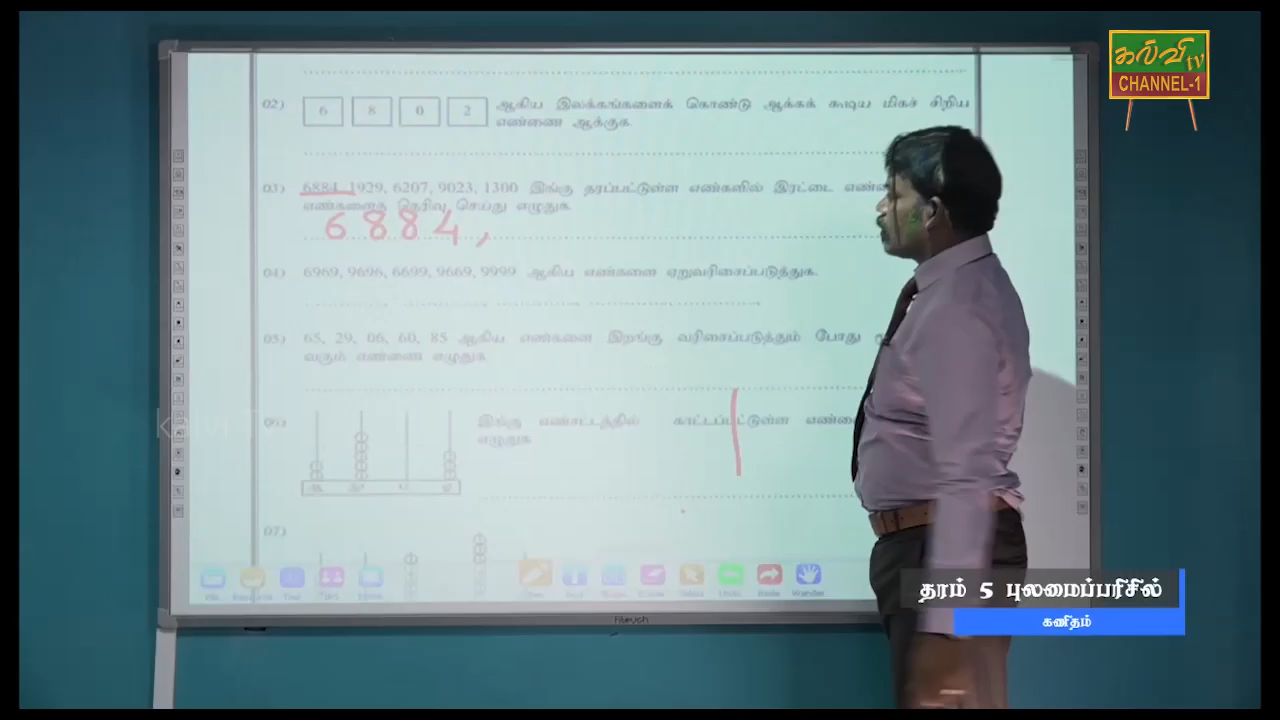 கல்வி TV
CHANNEL-1
02) 6 8 0 2 ஆகிய இலக்கங்களைக் கொண்டு ஆக்கக் கூடிய மிகச் சிறிய
எண்ணை ஆக்குக
03) 6884, 1929, 6207, 9023, 1300 இங்கு தரப்பட்டுள்ள எண்களில் இரட்டை
எண்களைத் தெரிவு செய்து எழுதுக.
6884,
04) 6969, 9696, 6699, 9669, 9999 ஆகிய எண்களை ஏறுவரிசைப்படுத்துக.
05) 65, 29, 06, 60, 85 ஆகிய எண்களை இறங்கு வரிசைப்படுத்தும் போது
வரும் எண்ணை எழுதுக
06) இங்கு எண்சட்டத்தில் காட்டப்பட்டுள்ள
எழுதுக
07)
தரம் 5 புலமைப்பரிசில்
கணிதம்